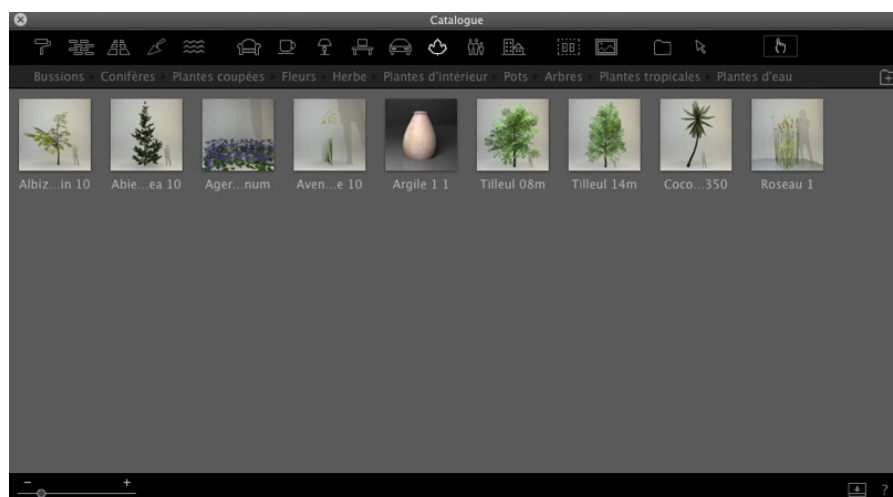 Catalogue
BB
Bussions Conifères Plantes coupées Fleurs Herbe Plantes d'intérieur Pots Arbres Plantes tropicales Plantes d'eau
Albiz...in 10 Abie...ea 10 Ager...num Aven...e 10 Argile 1 1 Tilleul 08m Tilleul 14m Coco...350 Roseau 1
- +
?